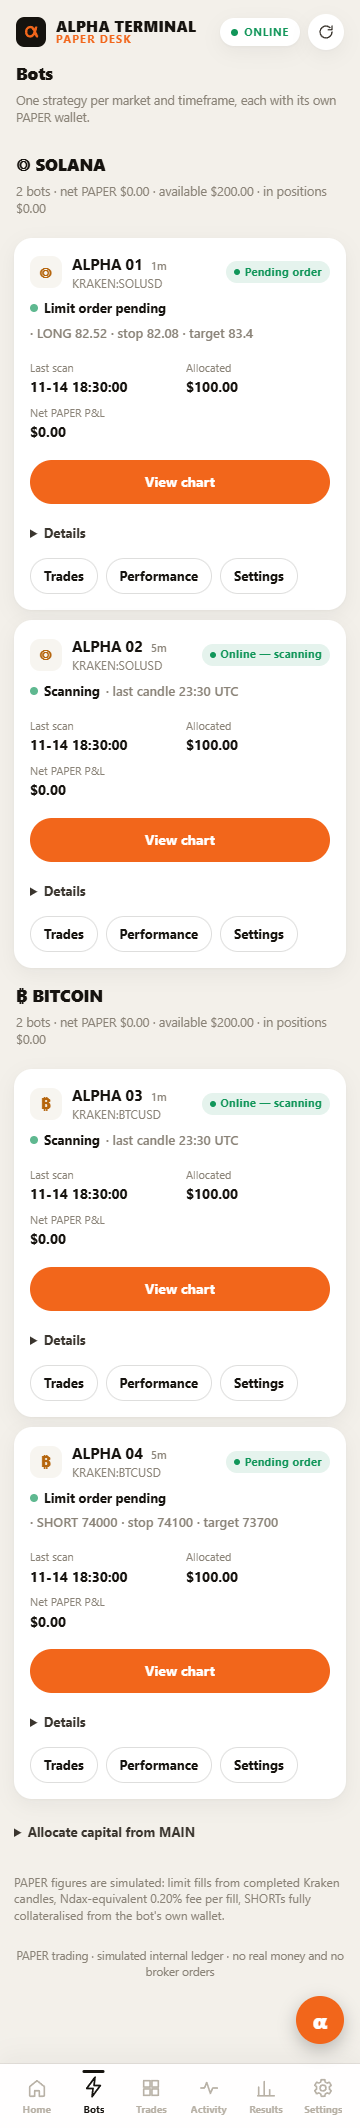 α ALPHA TERMINAL
PAPER DESK
ONLINE
Bots
One strategy per market and timeframe, each with its own
PAPER wallet.
SOLANA
2 bots · net PAPER $0.00 · available $200.00 · in positions
$0.00
ALPHA 01 1m
KRAKEN:SOLUSD
Pending order
Limit order pending
· LONG 82.52 · stop 82.08 · target 83.4
Last scan
Allocated
11-14 18:30:00
$100.00
Net PAPER P&L
$0.00
View chart
Details
Trades
Performance
Settings
ALPHA 02 5m
KRAKEN:SOLUSD
Online — scanning
Scanning · last candle 23:30 UTC
Last scan
Allocated
11-14 18:30:00
$100.00
Net PAPER P&L
$0.00
View chart
Details
Trades
Performance
Settings
₿ BITCOIN
2 bots · net PAPER $0.00 · available $200.00 · in positions
$0.00
₿
ALPHA 03 1m
KRAKEN:BTCUSD
Online — scanning
Scanning · last candle 23:30 UTC
Last scan
Allocated
11-14 18:30:00
$100.00
Net PAPER P&L
$0.00
View chart
Details
Trades
Performance
Settings
₿
ALPHA 04 5m
KRAKEN:BTCUSD
Pending order
Limit order pending
· SHORT 74000 · stop 74100 · target 73700
Last scan
Allocated
11-14 18:30:00
$100.00
Net PAPER P&L
$0.00
View chart
Details
Trades
Performance
Settings
Allocate capital from MAIN
PAPER figures are simulated: limit fills from completed Kraken
candles, Ndax-equivalent 0.20% fee per fill, SHORTs fully
collateralised from the bot's own wallet.
PAPER trading · simulated internal ledger · no real money and no
broker orders
α
Home
Bots
Trades
Activity
Results
Settings